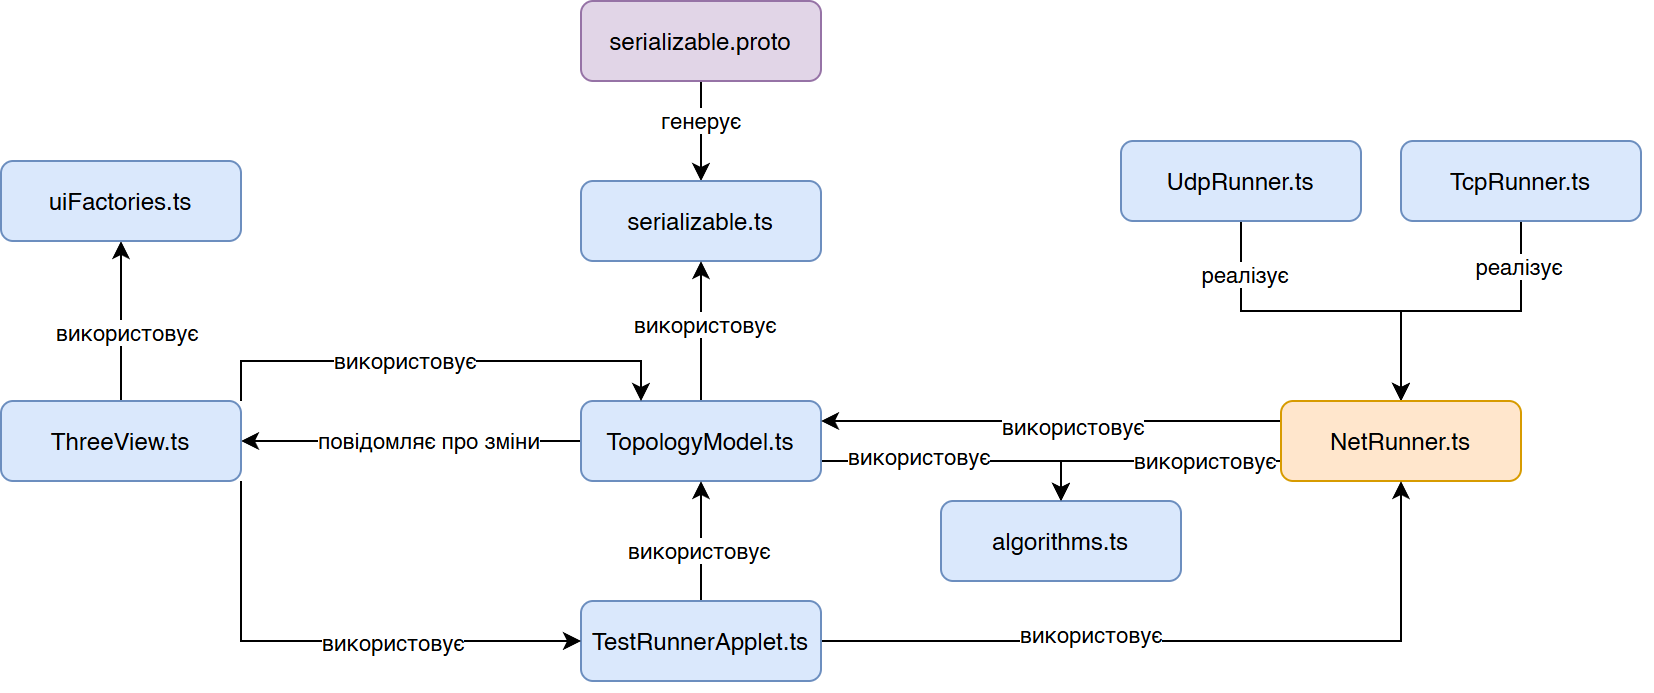 serializable.proto
генерує
UdpRunner.ts
TcpRunner.ts
uiFactories.ts
serializable.ts
реалізує
реалізує
використовує
використовує
використовує
ThreeView.ts
повідомляє про зміни
TopologyModel.ts
використовує
NetRunner.ts
використовує
використовує
algorithms.ts
використовує
використовує
TestRunnerApplet.ts
використовує